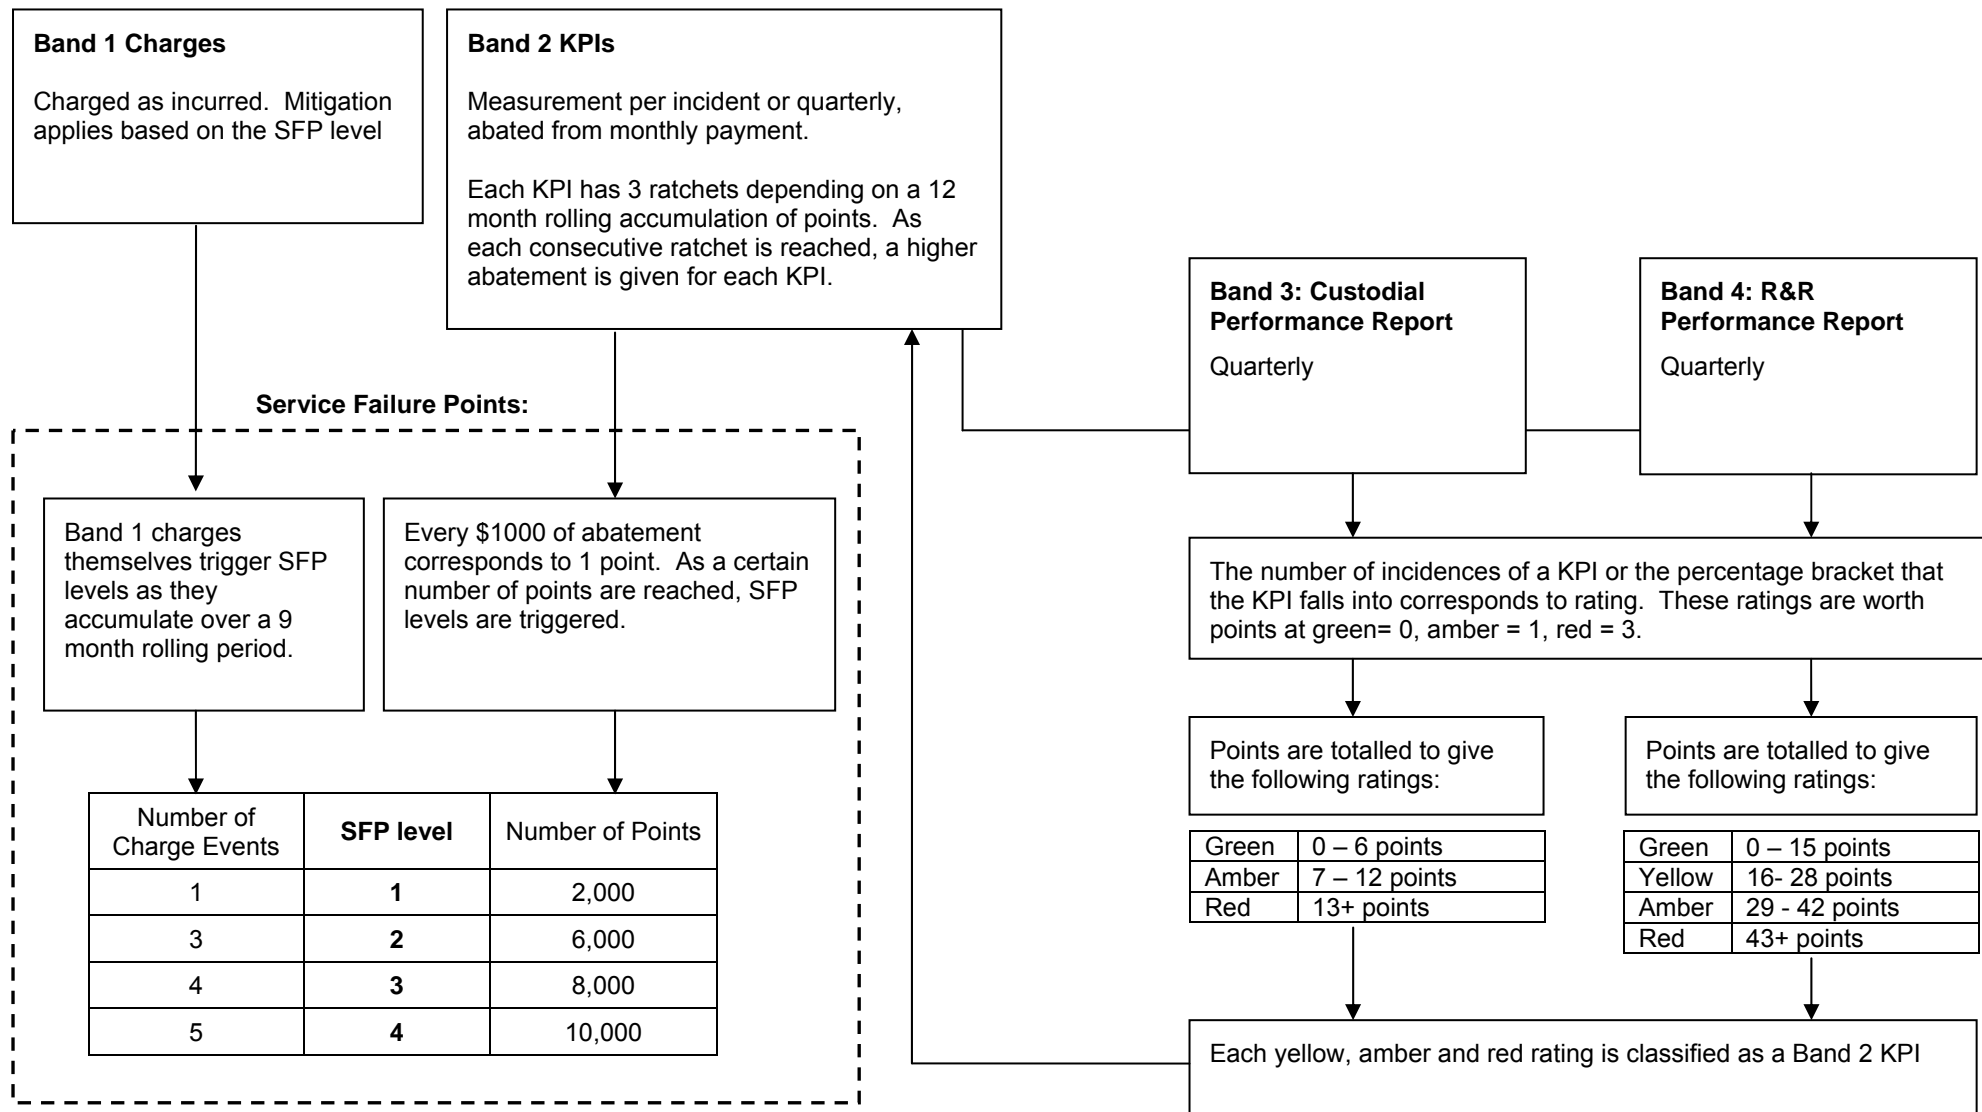 Band 1 Charges
Charged as incurred.  Mitigation
applies based on the SFP level
Band 2 KPIs
Measurement per incident or quarterly,
abated from monthly payment.
Each KPI has 3 ratchets depending on a 12
month rolling accumulation of points.  As
each consecutive ratchet is reached, a higher
abatement is given for each KPI.
Band 3: Custodial
Performance Report
Quarterly
Band 4: R&R
Performance Report
Quarterly
Service Failure Points:
Band 1 charges
themselves trigger SFP
levels as they
accumulate over a 9
month rolling period.
Every $1000 of abatement
corresponds to 1 point.  As a certain
number of points are reached, SFP
levels are triggered.
The number of incidences of a KPI or the percentage bracket that
the KPI falls into corresponds to rating.  These ratings are worth
points at green= 0, amber = 1, red = 3.
Points are totalled to give
the following ratings:
Points are totalled to give
the following ratings:
Number of
Charge Events
SFP level
Number of Points
1 1 2,000
3 2 6,000
4 3 8,000
5 4 10,000
Green 0 – 6 points
Amber 7 – 12 points
Red 13+ points
Green 0 – 15 points
Yellow 16- 28 points
Amber 29 - 42 points
Red 43+ points
Each yellow, amber and red rating is classified as a Band 2 KPI